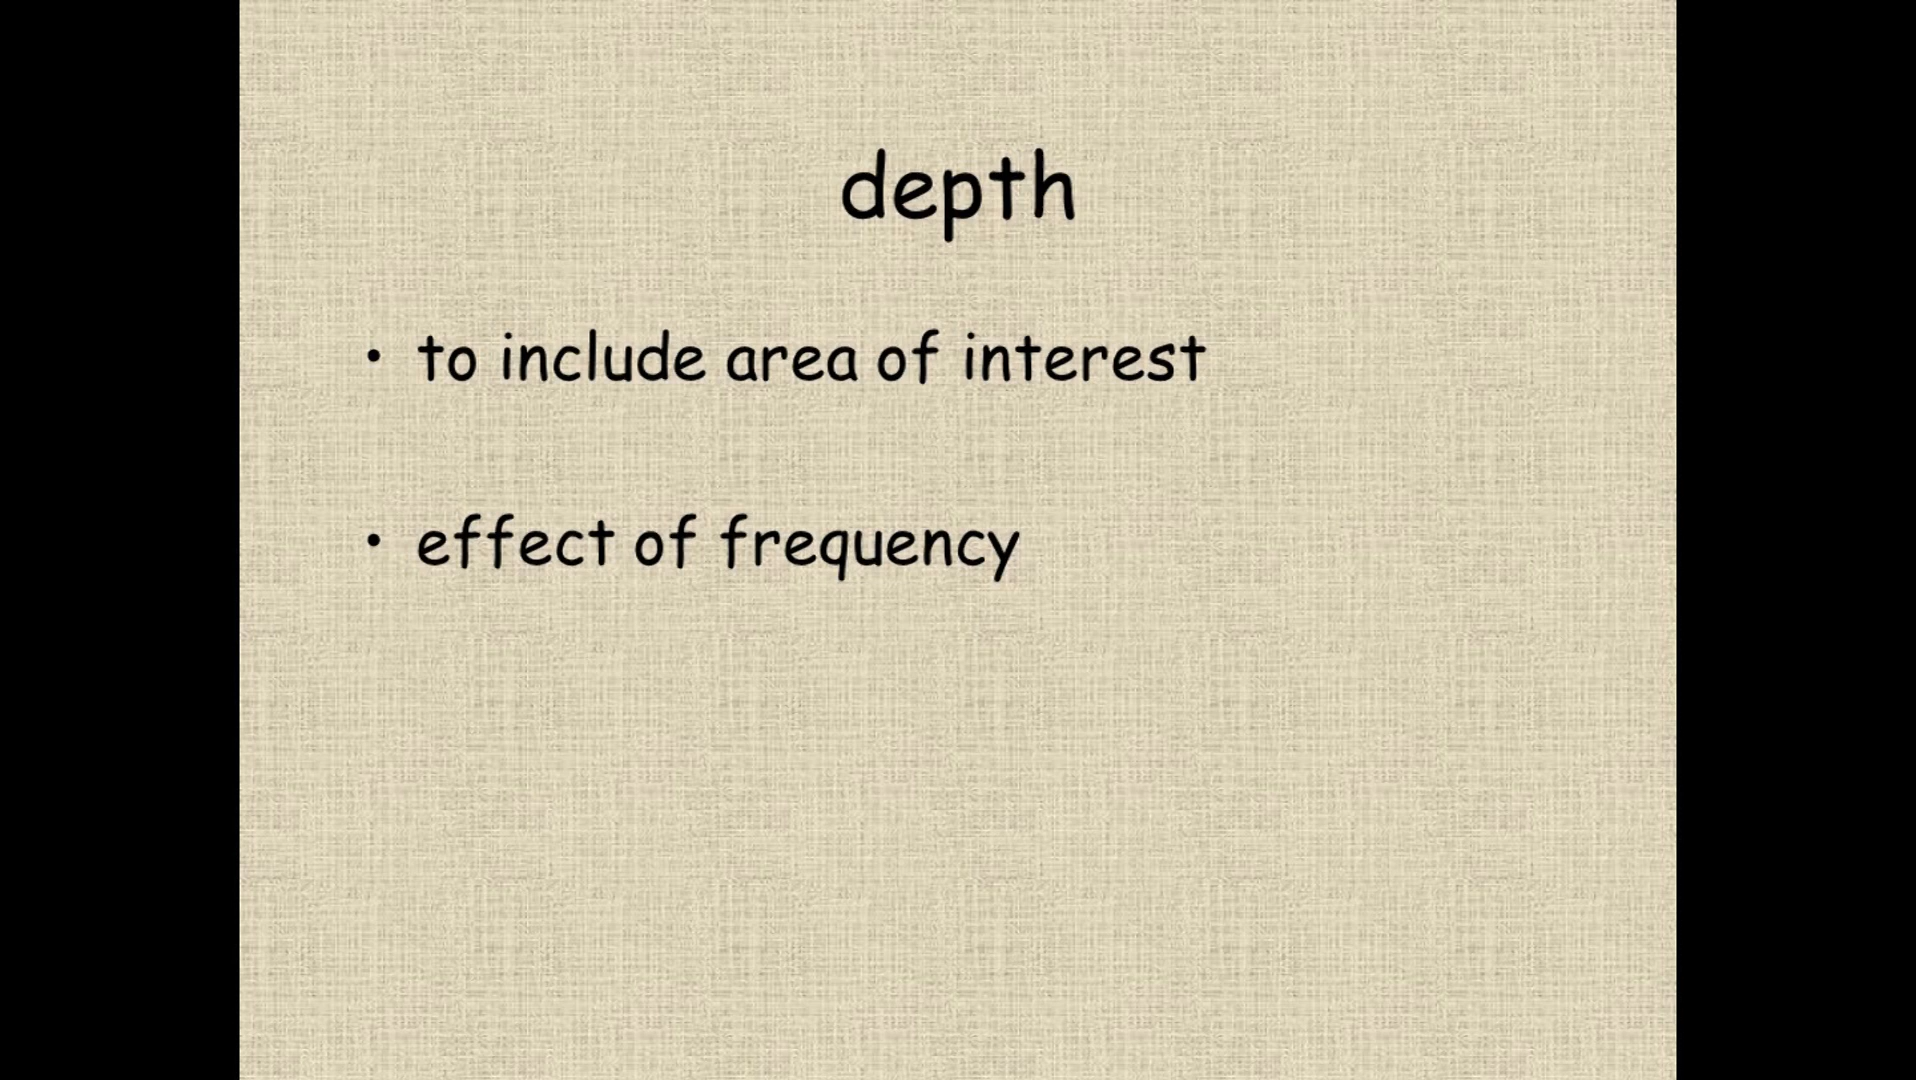 depth
• to include area of interest
• effect of frequency